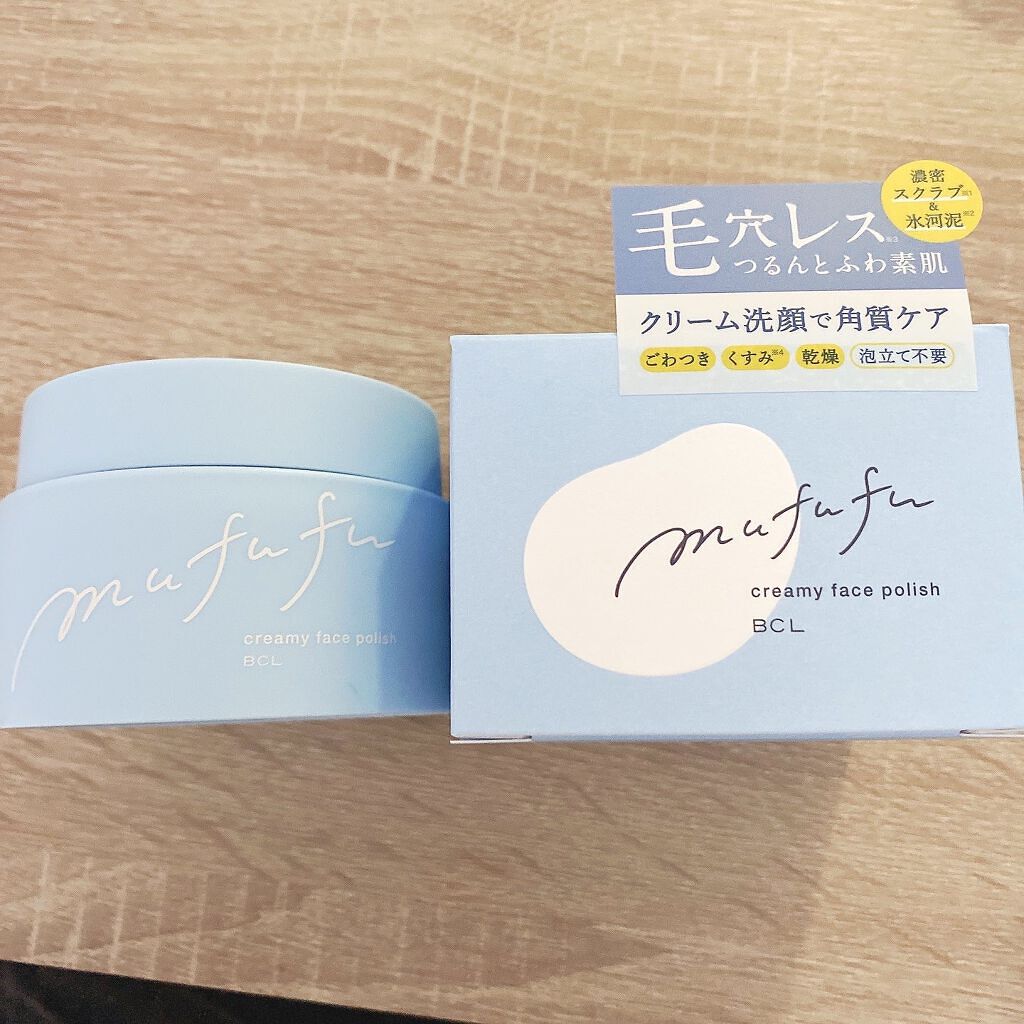 濃密
スクラブ※1
&
氷河泥※2
毛穴レス※3
つるんとふわ素肌
クリーム洗顔で角質ケア
ごわつき くすみ※4 乾燥 泡立て不要
mufufu
creamy face polish
BCL
mufufu
creamy face polish
BCL